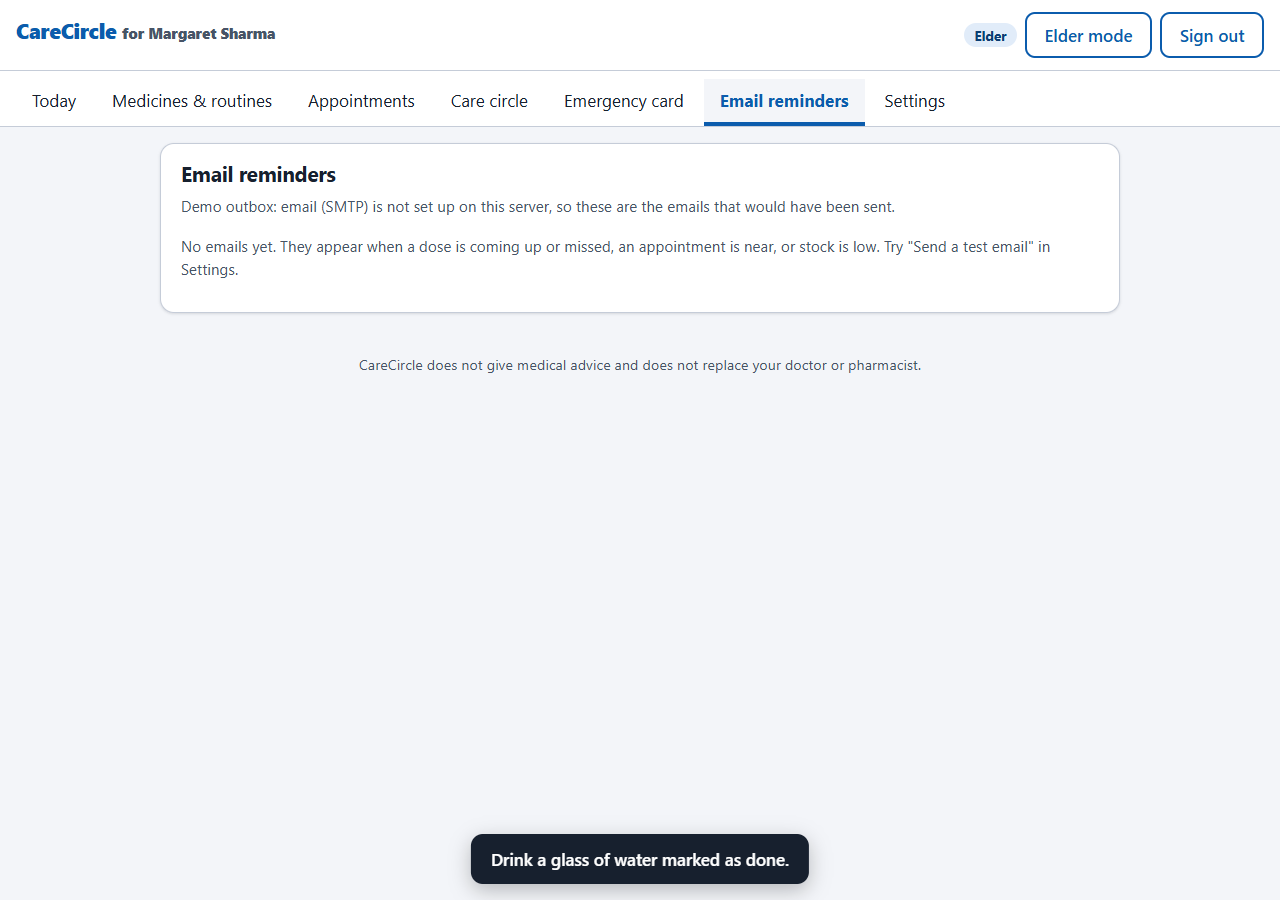 CareCircle for Margaret Sharma
Elder
Elder mode
Sign out
Today
Medicines & routines
Appointments
Care circle
Emergency card
Email reminders
Settings
Email reminders
Demo outbox: email (SMTP) is not set up on this server, so these are the emails that would have been sent.
No emails yet. They appear when a dose is coming up or missed, an appointment is near, or stock is low. Try "Send a test email" in
Settings.
CareCircle does not give medical advice and does not replace your doctor or pharmacist.
Drink a glass of water marked as done.